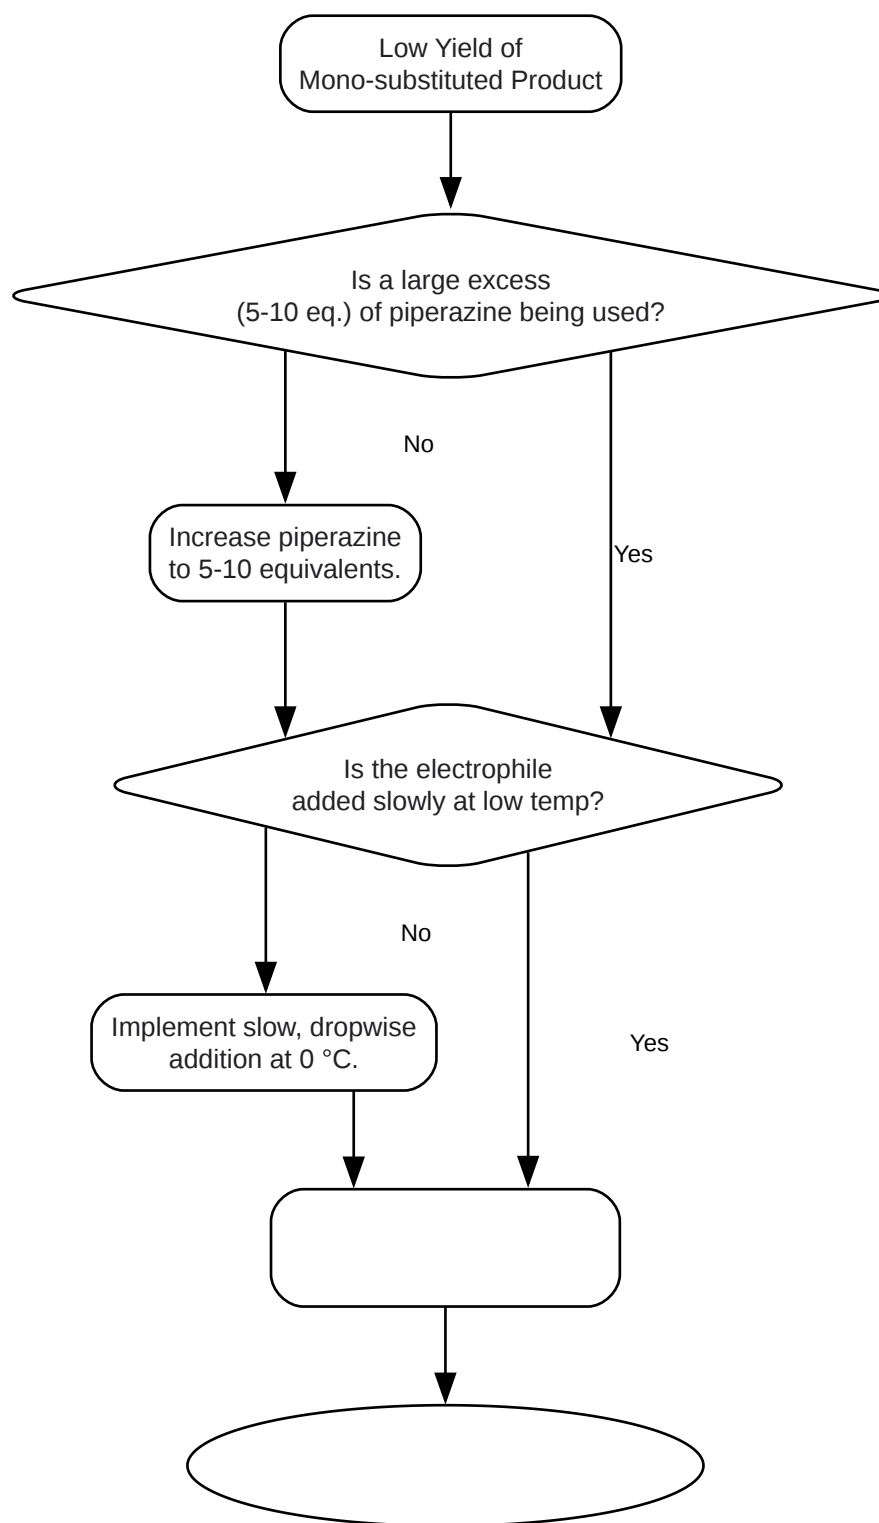 Low Yield of
Mono-substituted Product
Is a large excess
(5-10 eq.) of piperazine being used?
No
Increase piperazine
to 5-10 equivalents.
Yes
Is the electrophile
added slowly at low temp?
No
Implement slow, dropwise
addition at 0 °C.
Yes